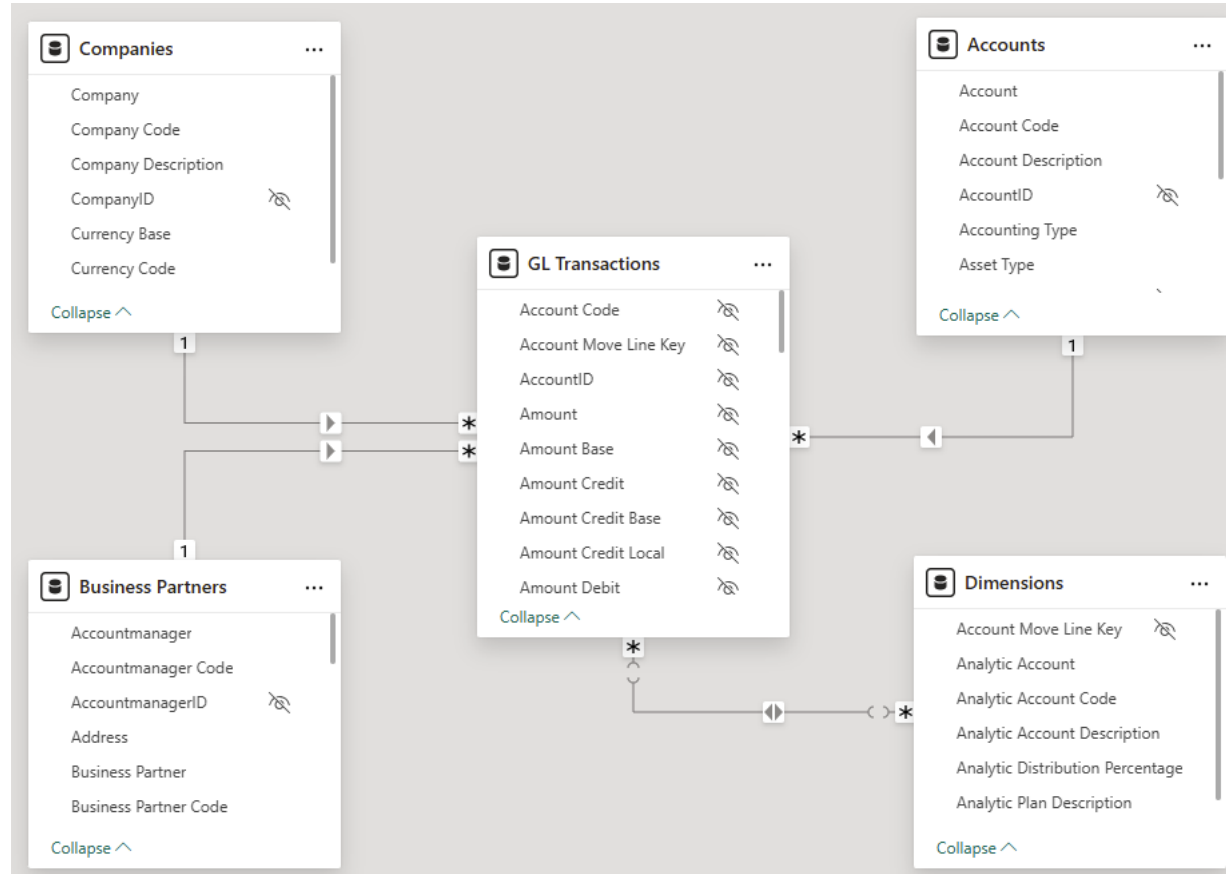 Companies
...
Company
Company Code
Company Description
CompanyID
Currency Base
Currency Code
Collapse
1
Accounts
...
Account
Account Code
Account Description
AccountID
Accounting Type
Asset Type
Collapse
1
GL Transactions
...
Account Code
Account Move Line Key
AccountID
Amount
Amount Base
Amount Credit
Amount Credit Base
Amount Credit Local
Amount Debit
Collapse
*
*
*
*
1
Business Partners
...
Accountmanager
Accountmanager Code
AccountmanagerID
Address
Business Partner
Business Partner Code
Collapse
*
Dimensions
...
Account Move Line Key
Analytic Account
Analytic Account Code
Analytic Account Description
Analytic Distribution Percentage
Analytic Plan Description
Collapse